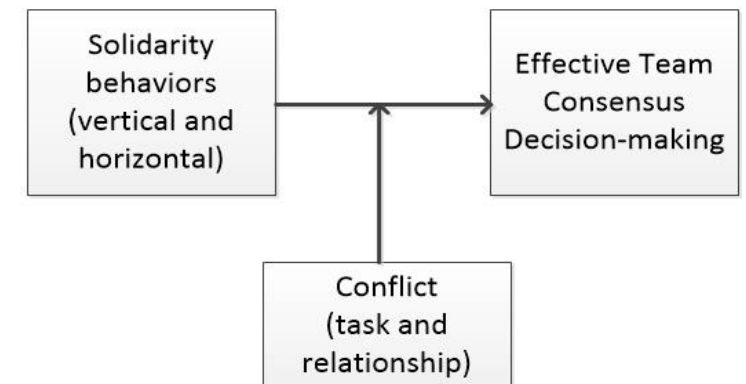 Solidarity
behaviors
(vertical and
horizontal)
Effective Team
Consensus
Decision-making
Conflict
(task and
relationship)